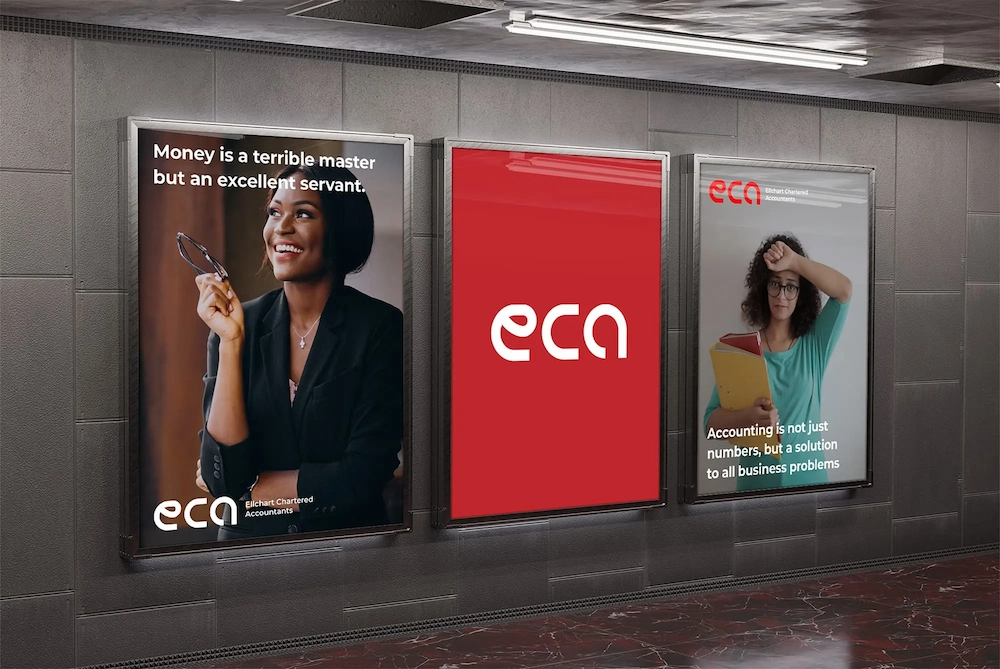 Money is a terrible master
but an excellent servant.
eca
Eilchart Chartered
Accountants
eca
eca
Eilchart Chartered
Accountants
Accounting is not just
numbers, but a solution
to all business problems